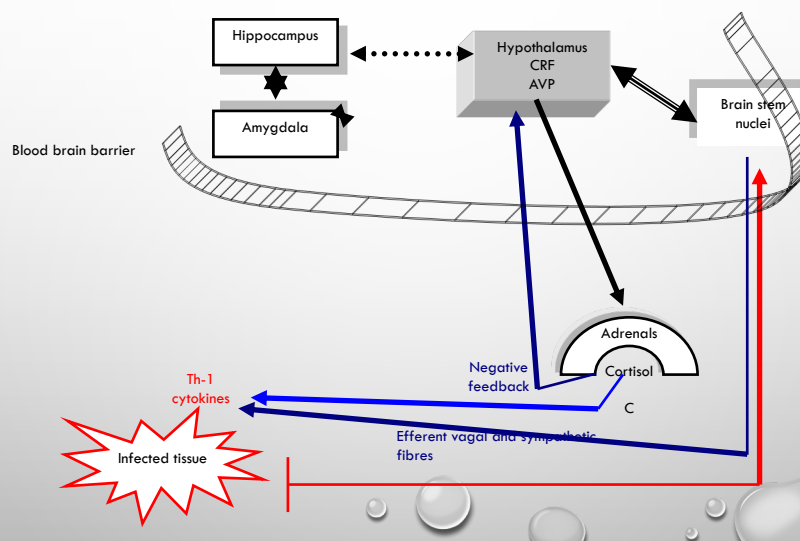 Hippocampus
Hypothalamus
CRF
AVP
Brain stem
nuclei
Amygdala
Blood brain barrier
Adrenals
Cortisol
Negative
feedback
Th-1
cytokines
C
Efferent vagal and sympathetic
fibres
Infected tissue